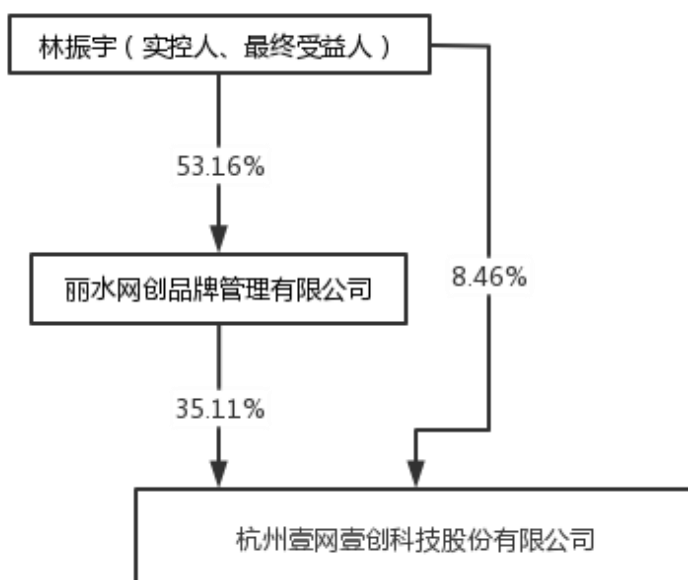 林振宇（实控人、最终受益人）
53.16%
丽水网创品牌管理有限公司
8.46%
35.11%
杭州壹网壹创科技股份有限公司